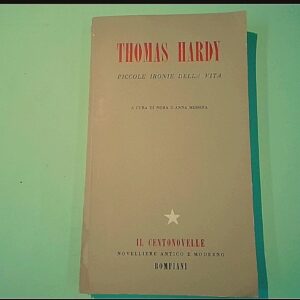 THOMAS HARDY
PICCOLE IRONIE DELLA VITA
A CURA DI NORA E ANNA MESSINA
IL CENTONOVELLE
NOVELLIERE ANTICO E MODERNO
BOMPIANI